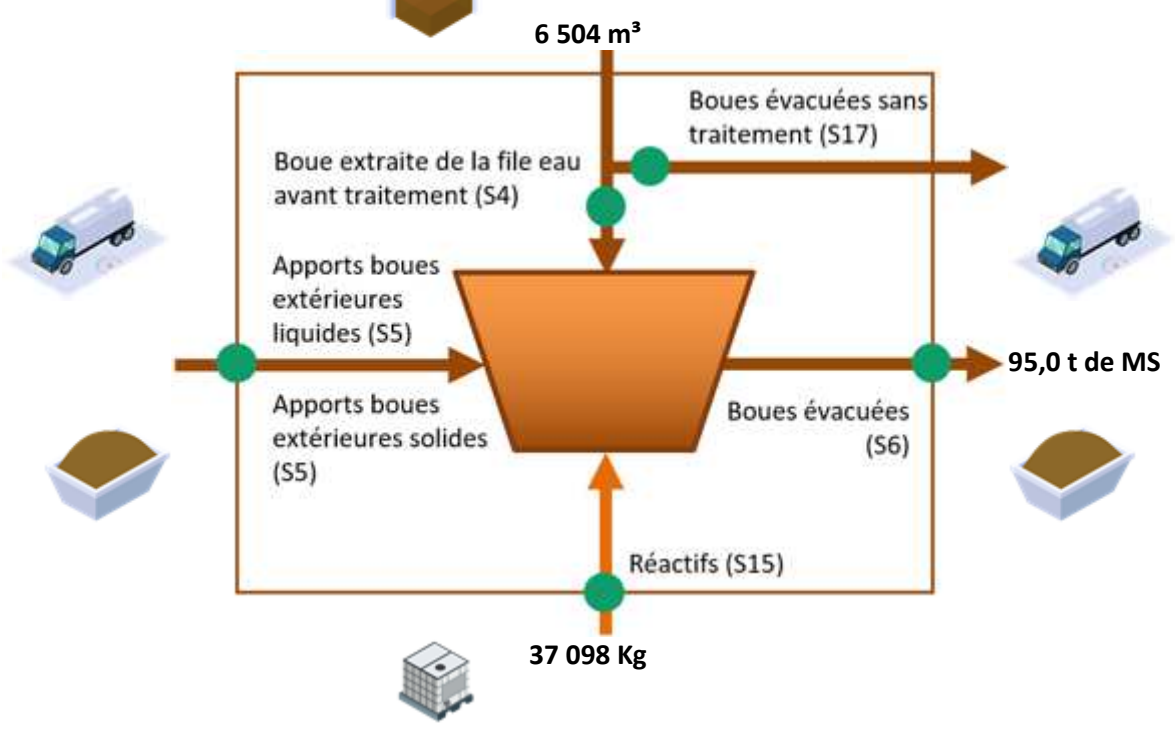 6 504 m³
Boues évacuées sans
traitement (S17)
Boue extraite de la file eau
avant traitement (S4)
Apports boues
extérieures
liquides (S5)
95,0 t de MS
Apports boues
extérieures solides
(S5)
Boues évacuées
(S6)
Réactifs (S15)
37 098 Kg